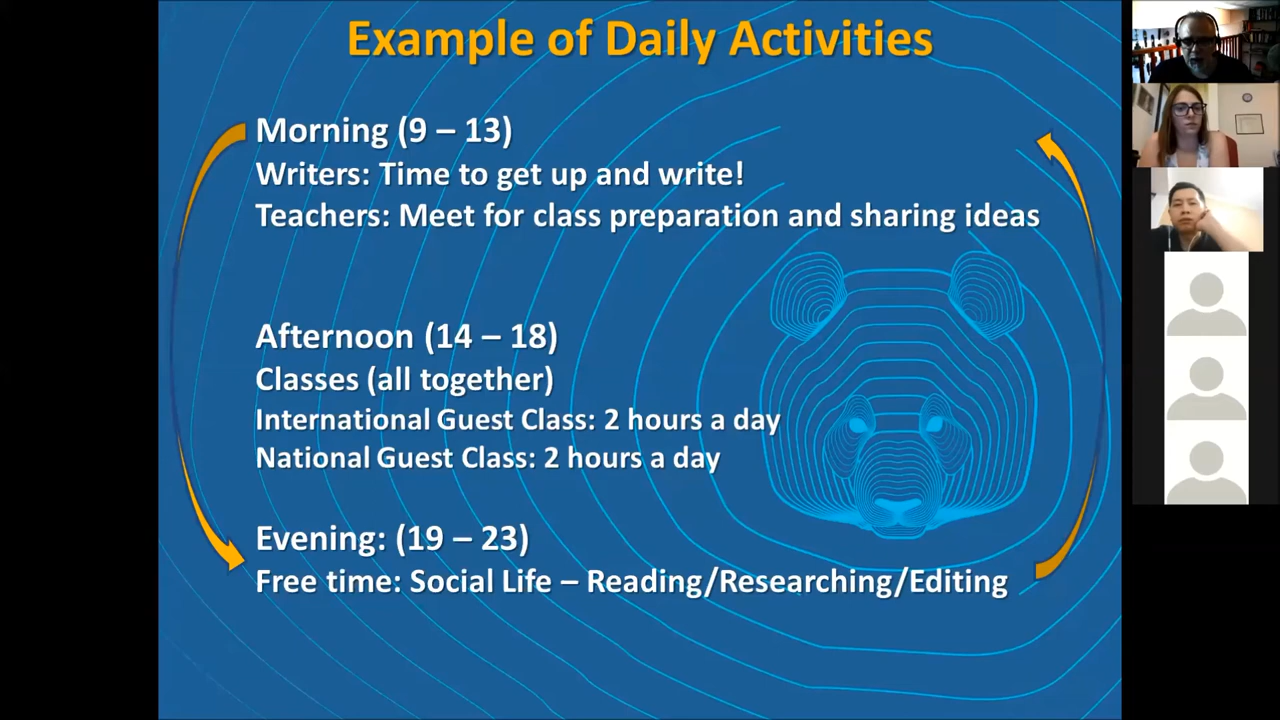 Example of Daily Activities
Morning (9 – 13)
Writers: Time to get up and write!
Teachers: Meet for class preparation and sharing ideas
Afternoon (14 – 18)
Classes (all together)
International Guest Class: 2 hours a day
National Guest Class: 2 hours a day
Evening: (19 – 23)
Free time: Social Life – Reading/Researching/Editing